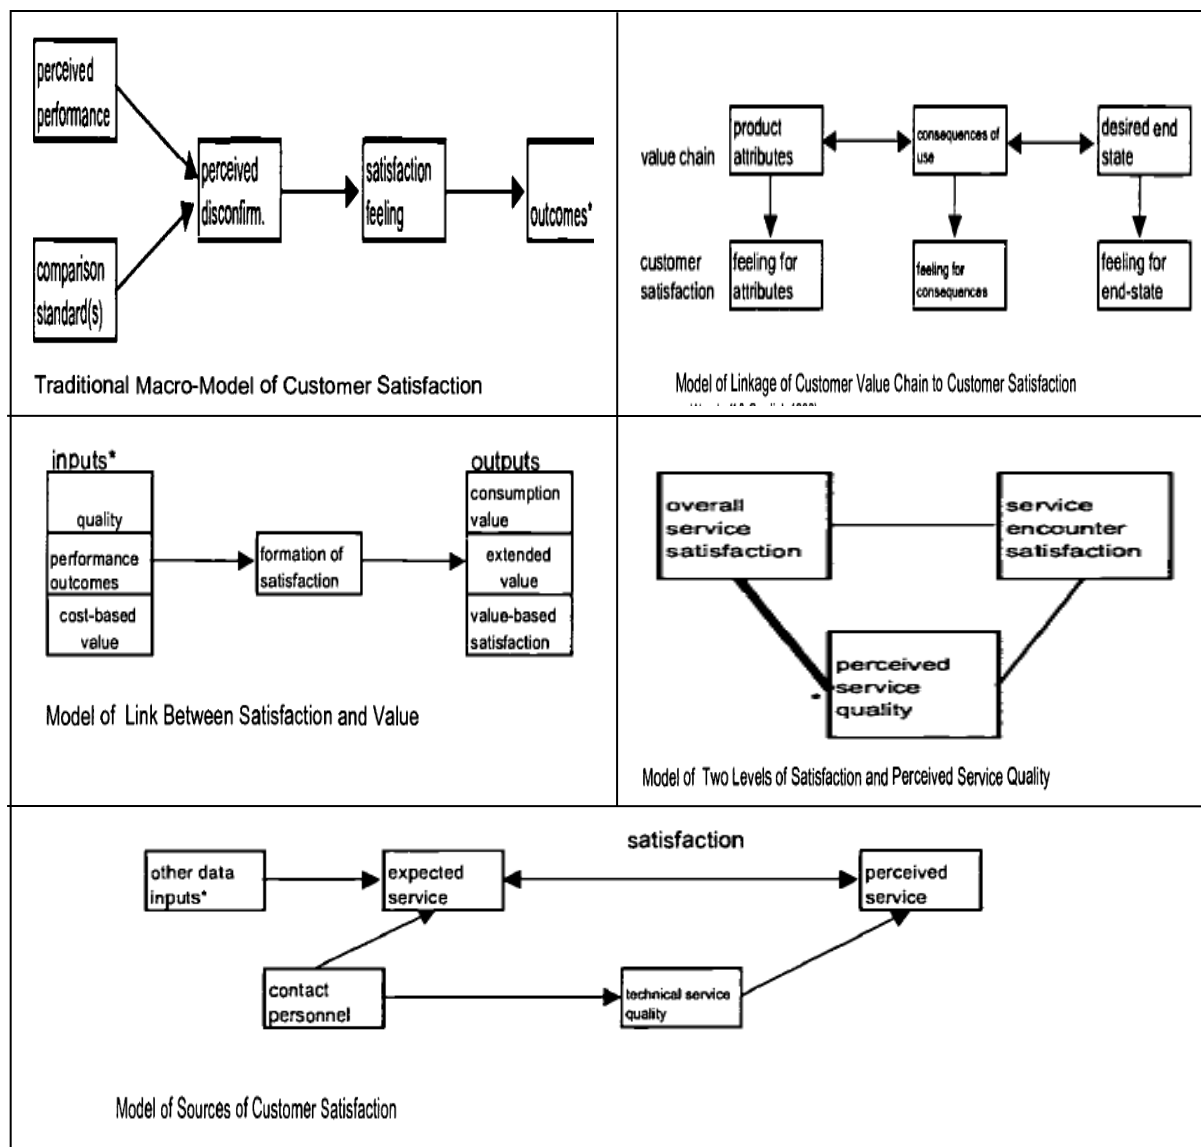 perceived
performance
perceived
disconfirm.
satisfaction
feeling
outcomes*
comparison
standard(s)
Traditional Macro-Model of Customer Satisfaction
value chain
product
attributes
consequences of
use
desired end
state
customer
satisfaction
feeling for
attributes
feeling for
consequences
feeling for
end-state
Model of Linkage of Customer Value Chain to Customer Satisfaction
inputs*
quality
performance
outcomes
cost-based
value
formation of
satisfaction
outputs
consumption
value
extended
value
value-based
satisfaction
Model of Link Between Satisfaction and Value
overall
service
satisfaction
service
encounter
satisfaction
perceived
service
quality
Model of Two Levels of Satisfaction and Perceived Service Quality
satisfaction
other data
inputs*
expected
service
perceived
service
contact
personnel
technical service
quality
Model of Sources of Customer Satisfaction